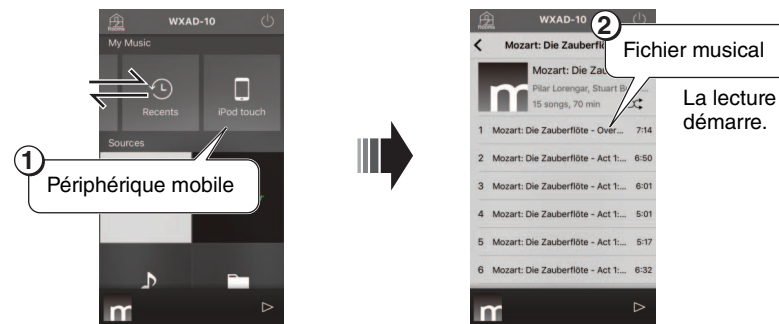 WXAD-10
My Music
Recents
iPod touch
Sources
1
Périphérique mobile
WXAD-10
2
Mozart: Die Zauberfl
Fichier musical
Mozart: Die Zau
Pilar Lorengar, Stuart B
15 songs, 70 min
La lecture
démarre.
1 Mozart: Die Zauberflöte - Over... 7:14
2 Mozart: Die Zauberflöte - Act 1:... 6:50
3 Mozart: Die Zauberflöte - Act 1:... 6:01
4 Mozart: Die Zauberflöte - Act 1:... 5:01
5 Mozart: Die Zauberflöte - Act 1:... 5:17
6 Mozart: Die Zauberflöte - Act 1:... 6:32
m
m